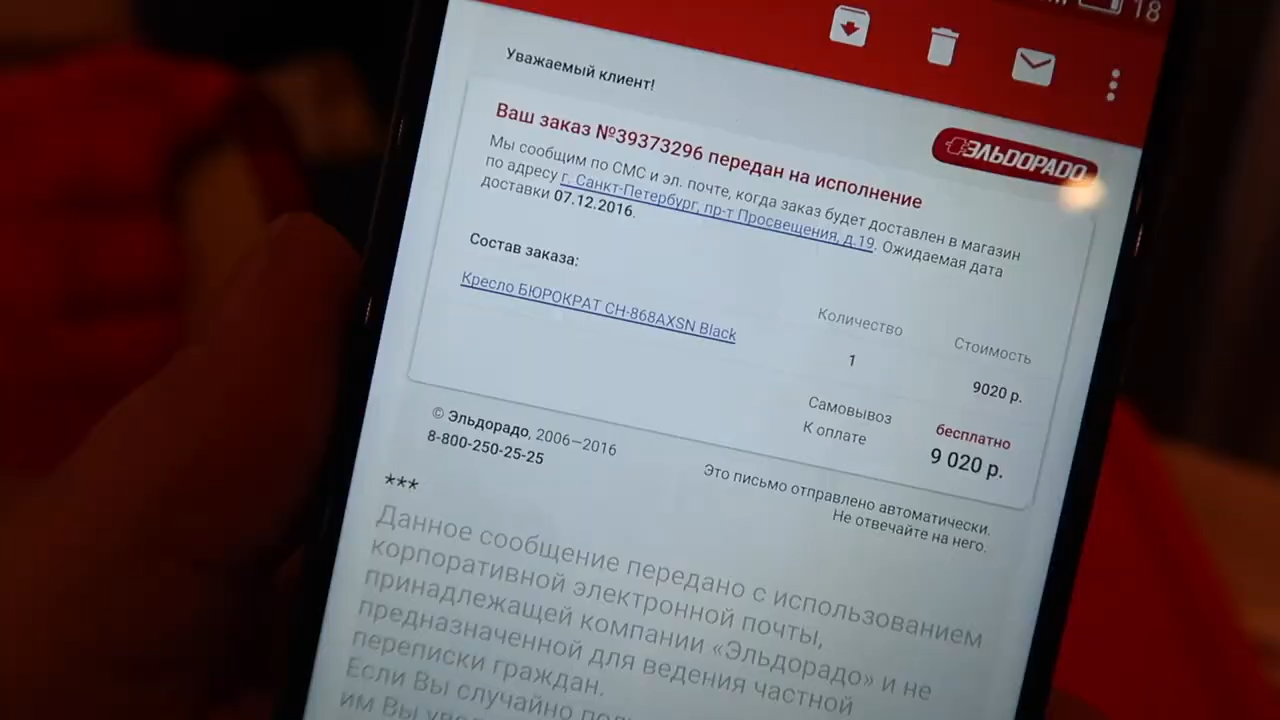 18
Уважаемый клиент!
ЭЛЬDОРАDО
Ваш заказ №39373296 передан на исполнение
Мы сообщим по СМС и эл. почте, когда заказ будет доставлен в магазин
по адресу г. Санкт-Петербург, пр-т Просвещения, д.19. Ожидаемая дата
доставки 07.12.2016.
Состав заказа:
Количество
Стоимость
Кресло БЮРОКРАТ CH-868AXSN Black
1
9020 р.
Самовывоз
бесплатно
К оплате
9 020 р.
© Эльдорадо, 2006—2016
8-800-250-25-25
Это письмо отправлено автоматически.
Не отвечайте на него.
***
Данное сообщение передано с использованием
корпоративной электронной почты,
принадлежащей компании «Эльдорадо» и не
предназначенной для ведения частной
переписки граждан.
Если Вы случайно
им Вы